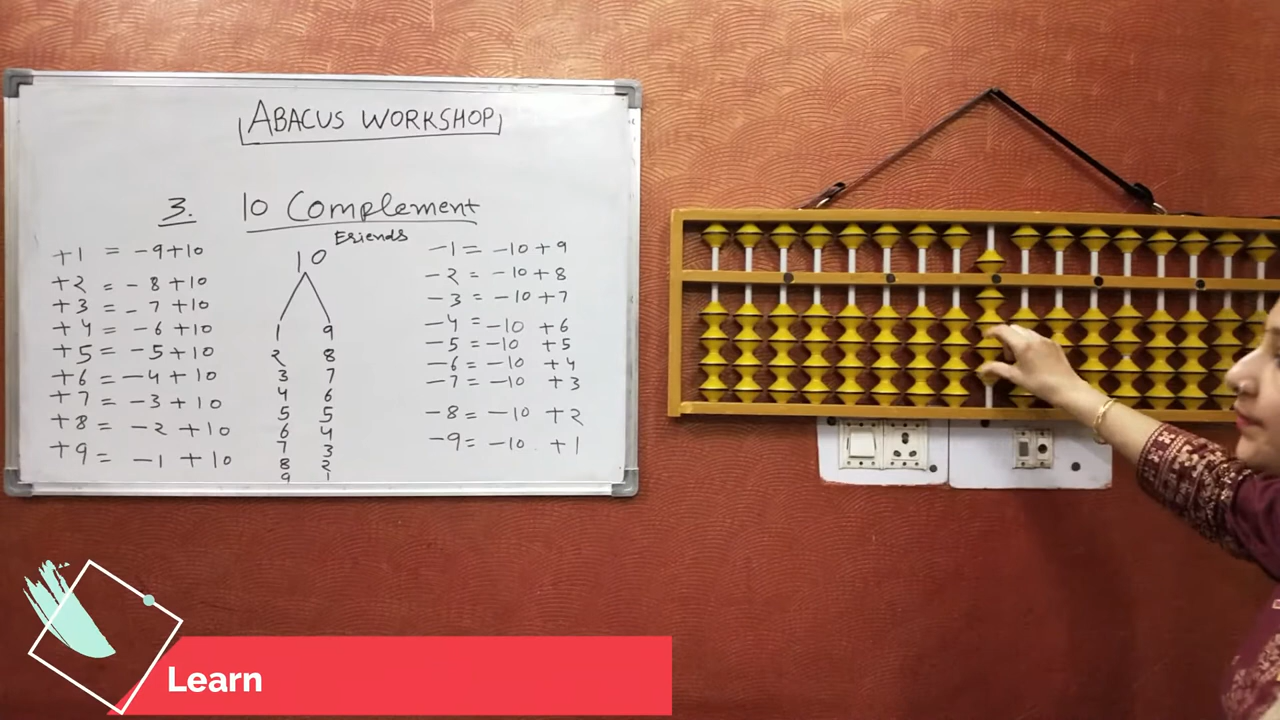 ABACUS WORKSHOP
3. 10 Complement
Friends
+1 = -9+10
+2 = -8+10
+3 = -7+10
+4 = -6+10
+5 = -5+10
+6 = -4+10
+7 = -3+10
+8 = -2+10
+9 = -1+10
10
1 9
2 8
3 7
4 6
5 5
6 4
7 3
8 2
9 1
-1 = -10+9
-2 = -10+8
-3 = -10+7
-4 = -10+6
-5 = -10+5
-6 = -10+4
-7 = -10+3
-8 = -10+2
-9 = -10+1
Learn